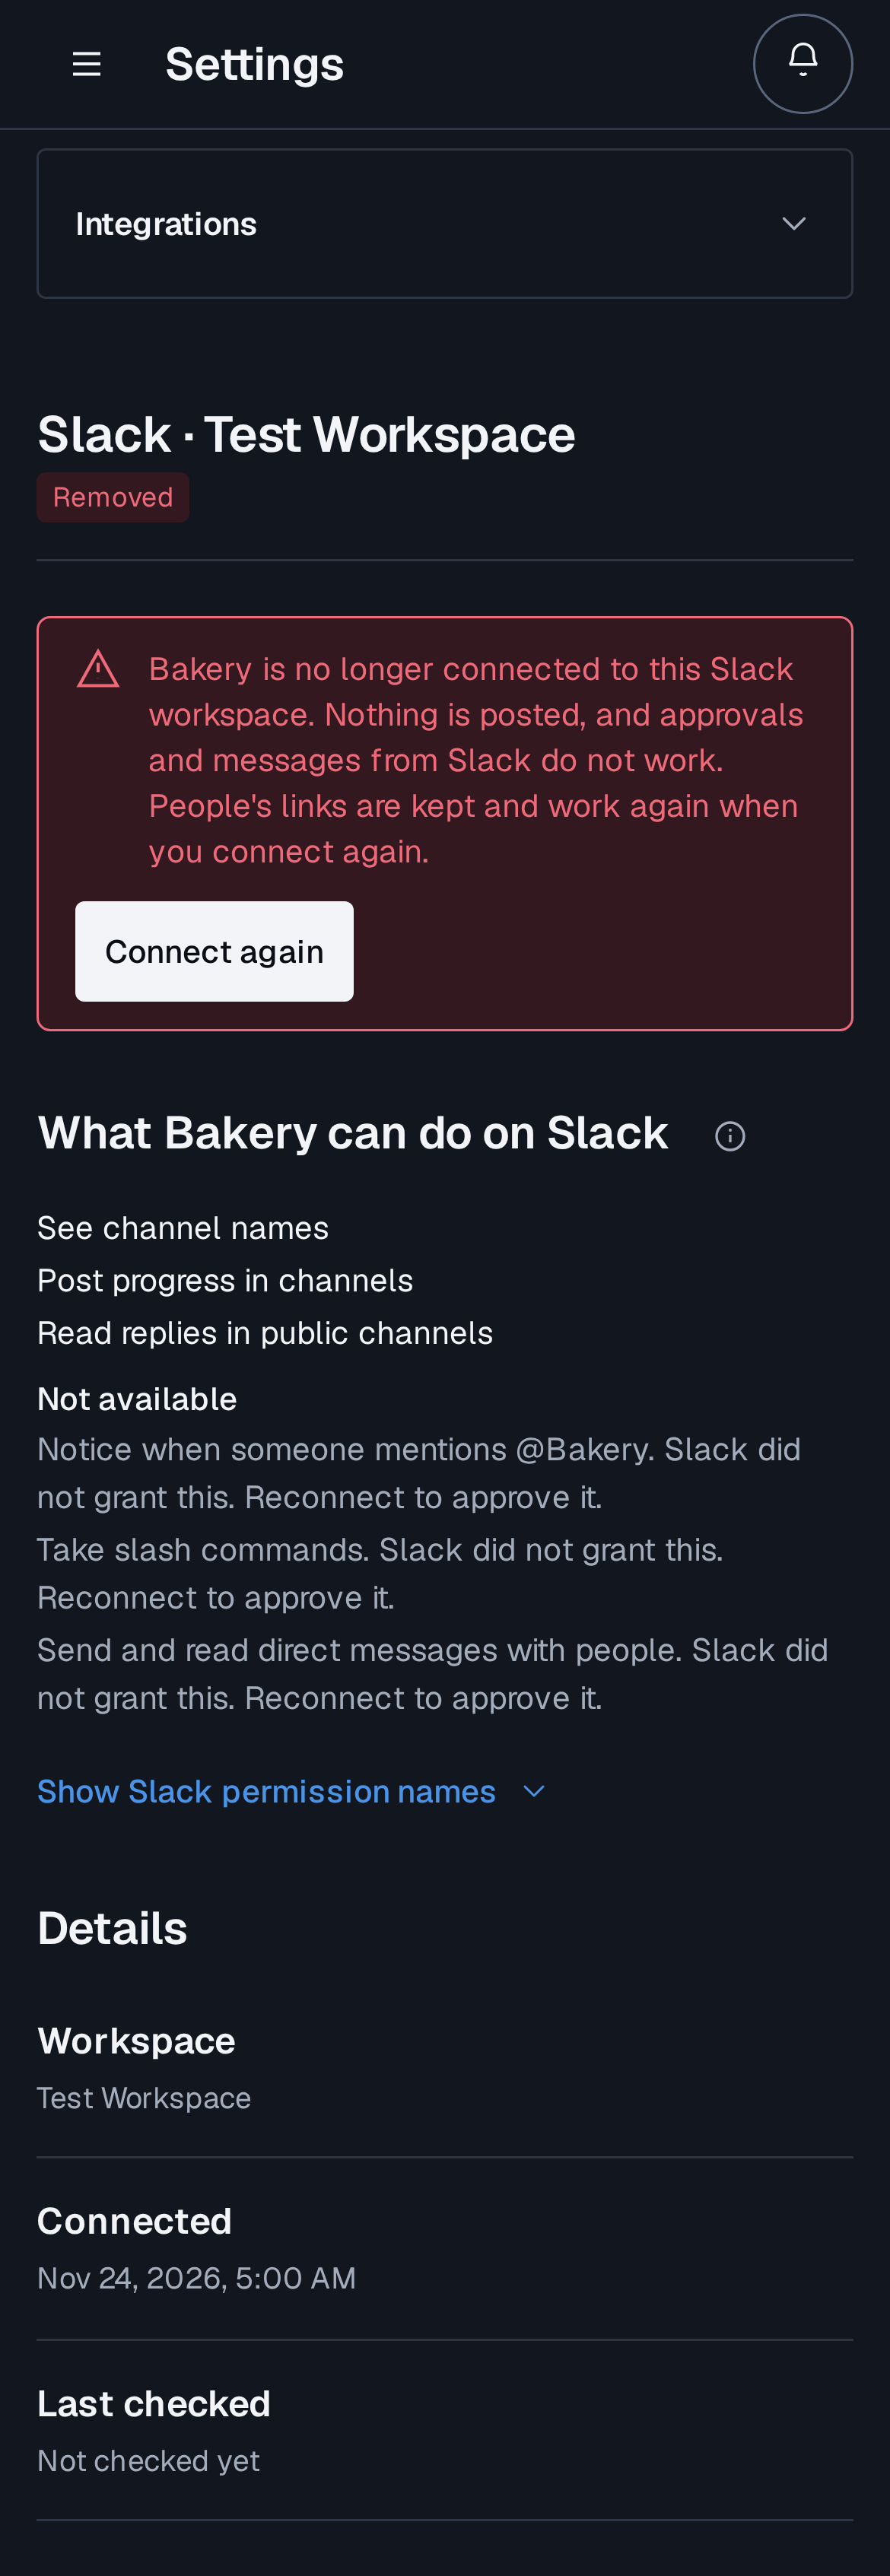 Settings
Integrations
Slack · Test Workspace
Removed
Bakery is no longer connected to this Slack
workspace. Nothing is posted, and approvals
and messages from Slack do not work.
People's links are kept and work again when
you connect again.
Connect again
What Bakery can do on Slack
See channel names
Post progress in channels
Read replies in public channels
Not available
Notice when someone mentions @Bakery. Slack did
not grant this. Reconnect to approve it.
Take slash commands. Slack did not grant this.
Reconnect to approve it.
Send and read direct messages with people. Slack did
not grant this. Reconnect to approve it.
Show Slack permission names
Details
Workspace
Test Workspace
Connected
Nov 24, 2026, 5:00 AM
Last checked
Not checked yet